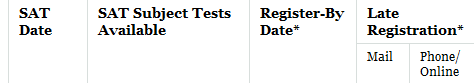 SAT
Date
SAT Subject Tests
Available
Register-By
Date*
Late
Registration*
Mail
Phone/
Online